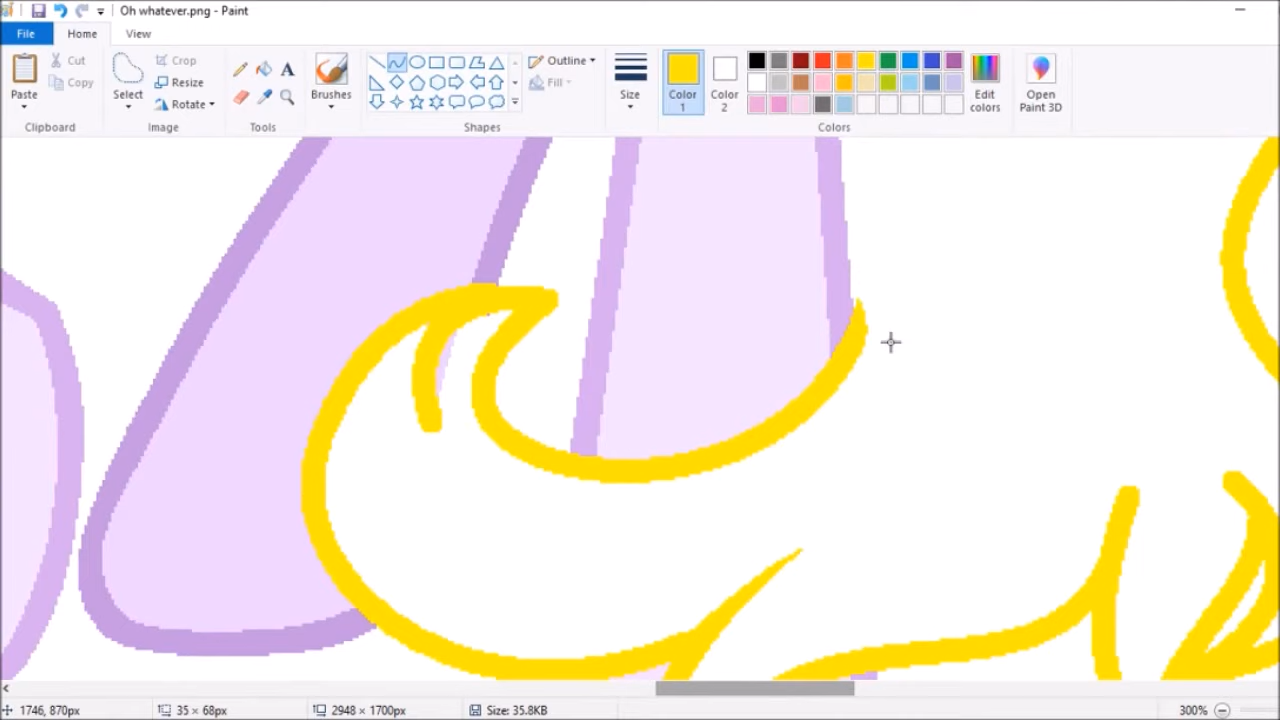 Oh whatever.png - Paint
File Home View
Paste
Cut
Copy
Clipboard
Select
Crop
Resize
Rotate
Image
A
Tools
Brushes
Outline
Fill
Shapes
Size
Color 1
Color 2
Edit colors
Colors
Open Paint 3D
1746, 870px 35 × 68px 2948 × 1700px Size: 35.8KB 300%